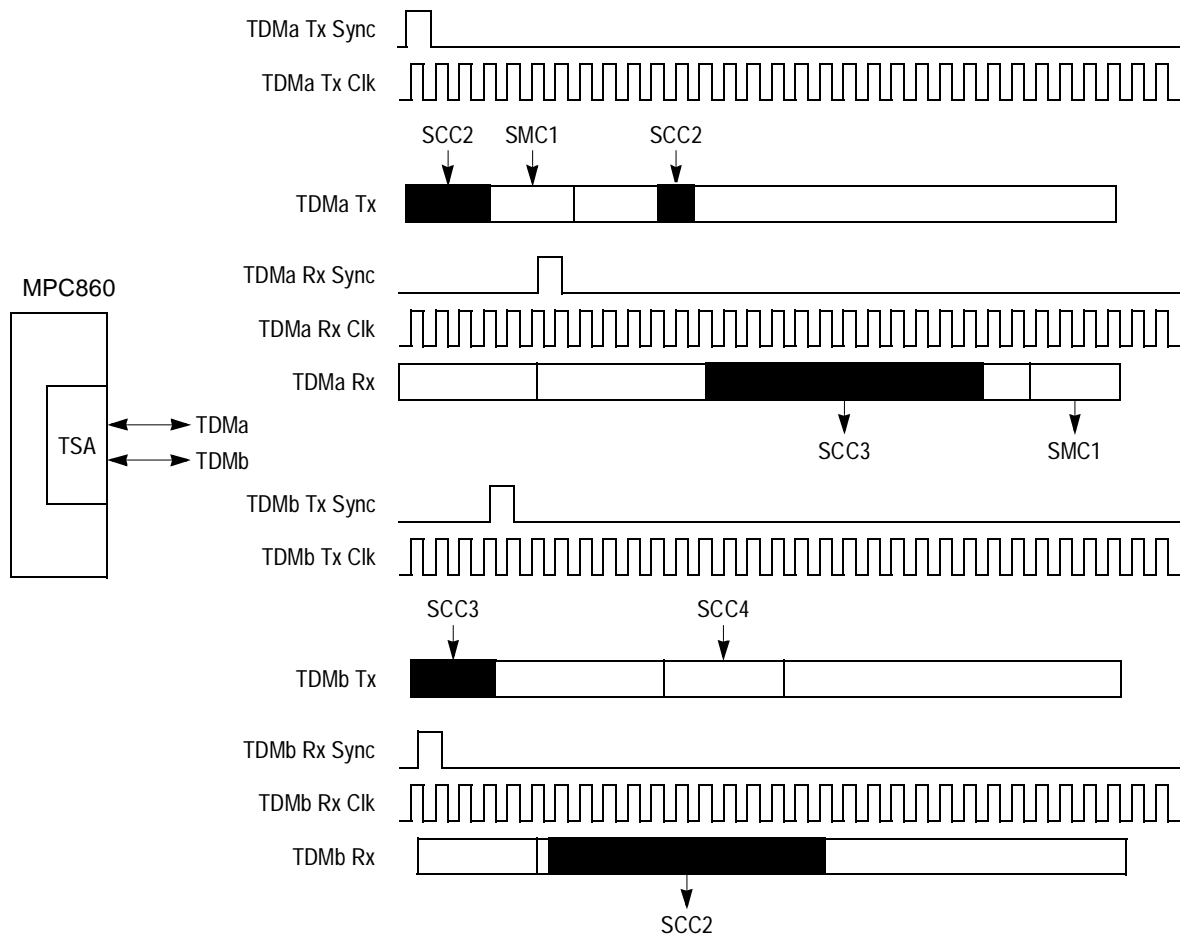 TDMa Tx Sync
TDMa Tx Clk
SCC2 SMC1 SCC2
TDMa Tx
TDMa Rx Sync
MPC860
TDMa Rx Clk
TDMa Rx
TSA
TDMa
TDMb
SCC3 SMC1
TDMb Tx Sync
TDMb Tx Clk
SCC3 SCC4
TDMb Tx
TDMb Rx Sync
TDMb Rx Clk
TDMb Rx
SCC2